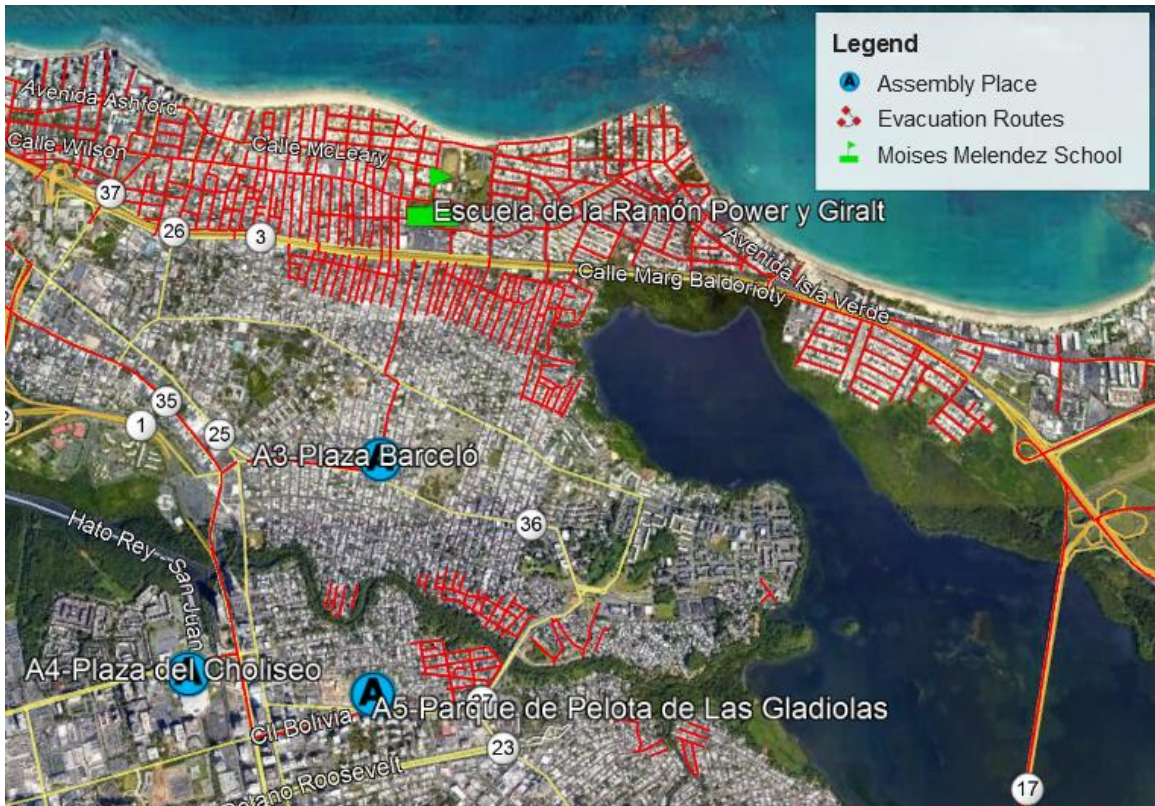 Legend
A Assembly Place
Evacuation Routes
Moises Melendez School
Avenida Ashford
Calle Wilson
Calle McLeary
37
26
3
Escuela de la Ramón Power y Giralt
Avenida Isla Verde
Calle Marg Baldorioty
35
1
2
25
A3-Plaza Barceló
A
36
Hato Rey - San Juan
A4-Plaza del Choliseo
A
A
A5-Parque de Pelota de Las Gladiolas
27
Cll Bolivia
23
Roosevelt
17